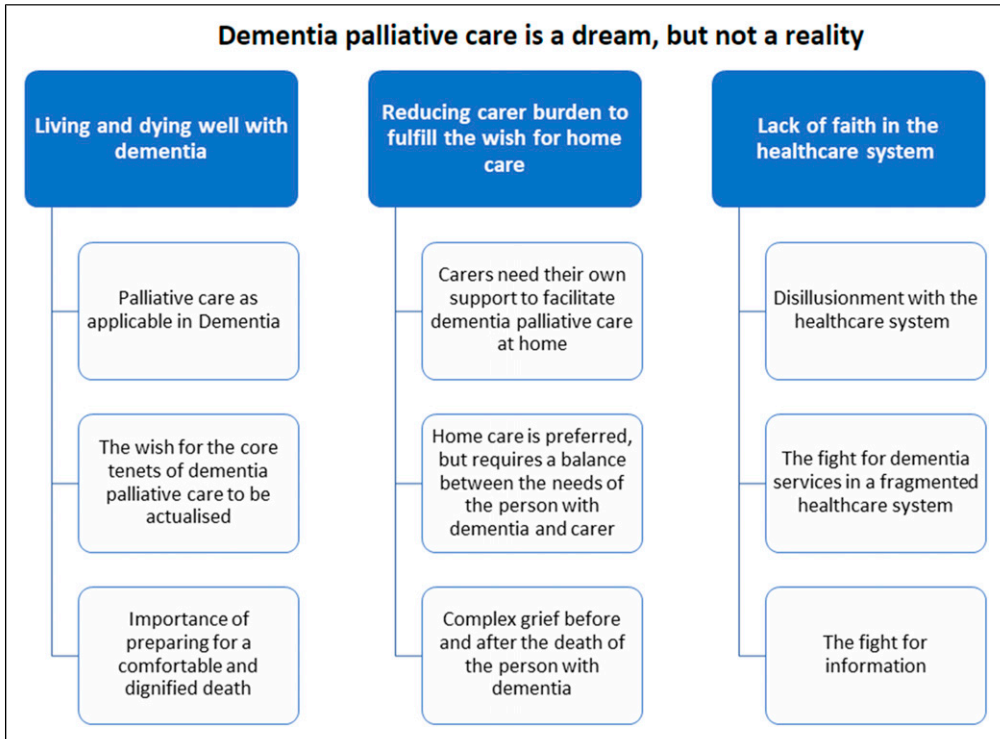 Dementia palliative care is a dream, but not a reality
Living and dying well with
dementia
Palliative care as
applicable in Dementia
The wish for the core
tenets of dementia
palliative care to be
actualised
Importance of
preparing for a
comfortable and
dignified death
Reducing carer burden to
fulfill the wish for home
care
Carers need their own
support to facilitate
dementia palliative care
at home
Home care is preferred,
but requires a balance
between the needs of
the person with
dementia and carer
Complex grief before
and after the death of
the person with
dementia
Lack of faith in the
healthcare system
Disillusionment with the
healthcare system
The fight for dementia
services in a fragmented
healthcare system
The fight for
information